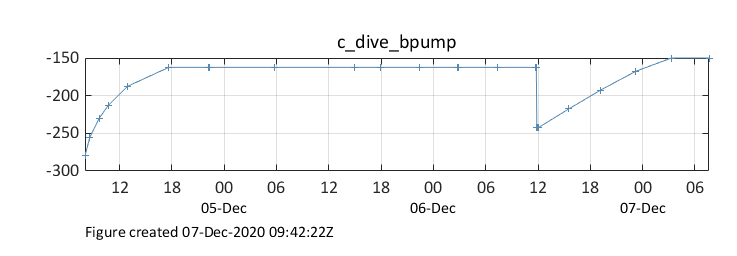 c_dive_bpump
-150
-200
-250
-300
12 18 00 06 12 18 00 06 12 18 00 06
05-Dec 06-Dec 07-Dec
Figure created 07-Dec-2020 09:42:22Z